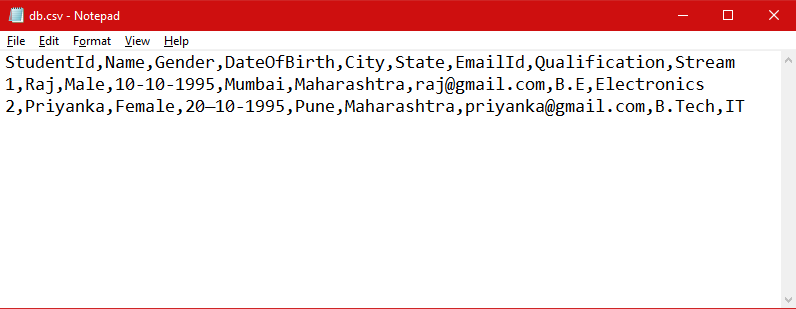 db.csv - Notepad
File Edit Format View Help
StudentId,Name,Gender,DateOfBirth,City,State,EmailId,Qualification,Stream
1,Raj,Male,10-10-1995,Mumbai,Maharashtra,raj@gmail.com,B.E,Electronics
2,Priyanka,Female,20–10-1995,Pune,Maharashtra,priyanka@gmail.com,B.Tech,IT